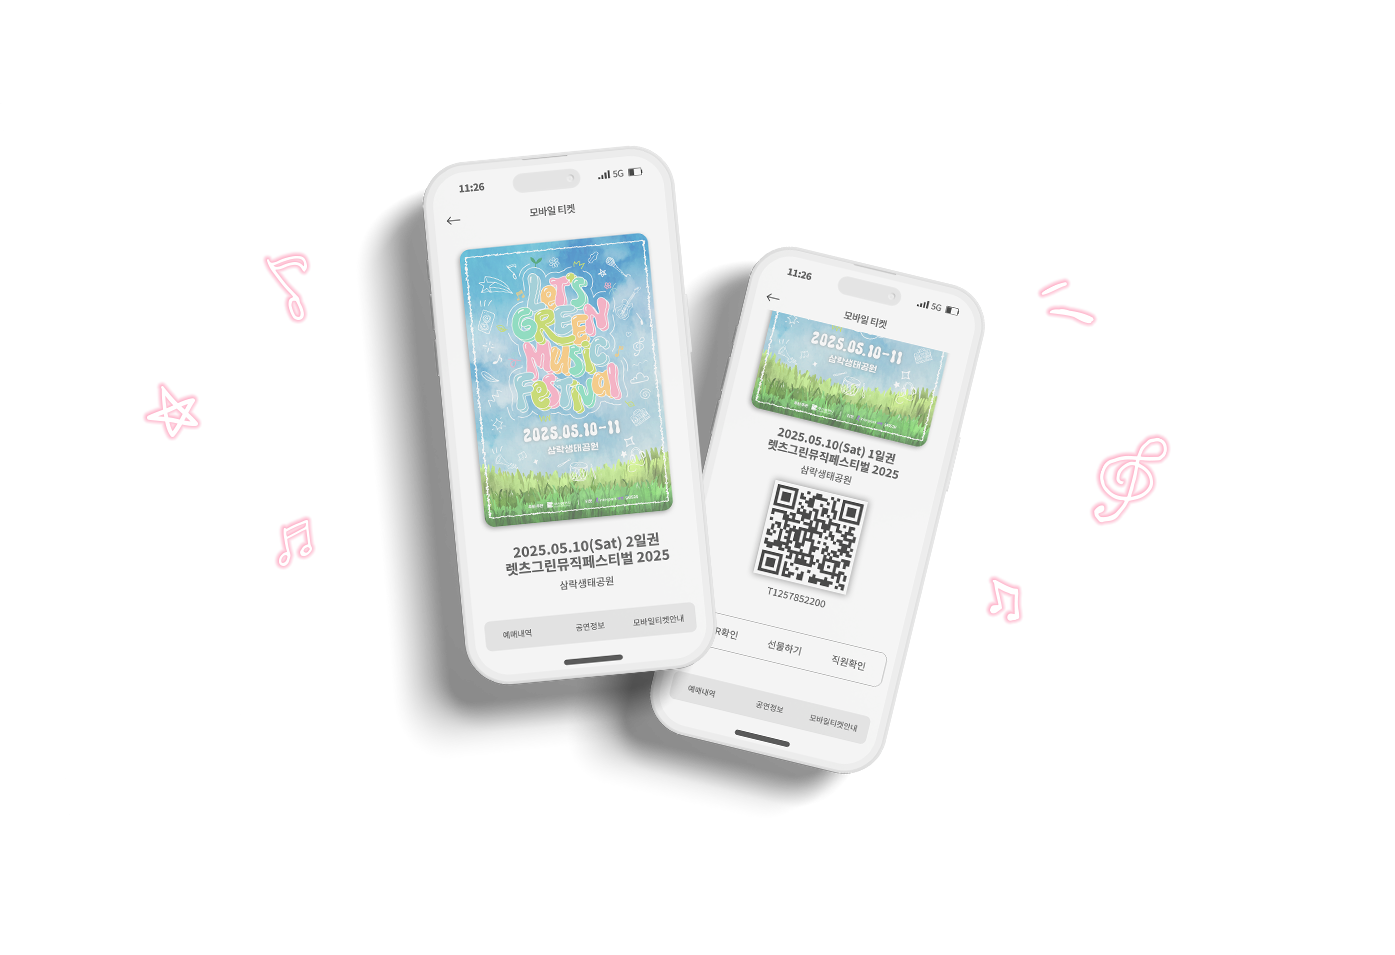 11:26
5G
모바일 티켓
LeT'S
GREEN
MUSiC
FeSTival
2025.05.10-11
삼락생태공원
2025.05.10(Sat) 2일권
렛츠그린뮤직페스티벌 2025
삼락생태공원
예매내역
공연정보
모바일티켓안내
11:26
5G
모바일 티켓
2025.05.10-11
삼락생태공원
2025.05.10(Sat) 1일권
렛츠그린뮤직페스티벌 2025
삼락생태공원
T1257852200
R확인
선물하기
직원확인
예매내역
공연정보
모바일티켓안내